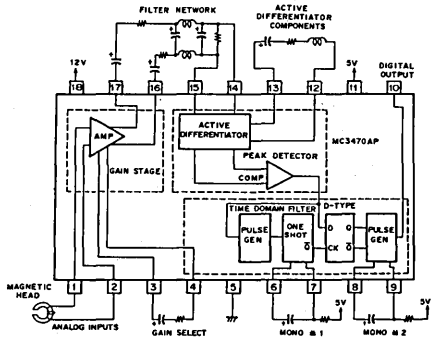 FILTER NETWORK
ACTIVE
DIFFERENTIATOR
COMPONENTS
12V
5V
DIGITAL
OUTPUT
18
17
16
15
14
13
12
11
10
AMP
GAIN STAGE
ACTIVE
DIFFERENTIATOR
MC3470AP
PEAK DETECTOR
COMP
TIME DOMAIN FILTER
D-TYPE
PULSE
GEN
ONE
SHOT
Q
D Q
CK Q
PULSE
GEN
MAGNETIC
HEAD
1
2
3
4
5
6
7
8
9
5V
5V
ANALOG INPUTS
GAIN SELECT
MONO # 1
MONO # 2